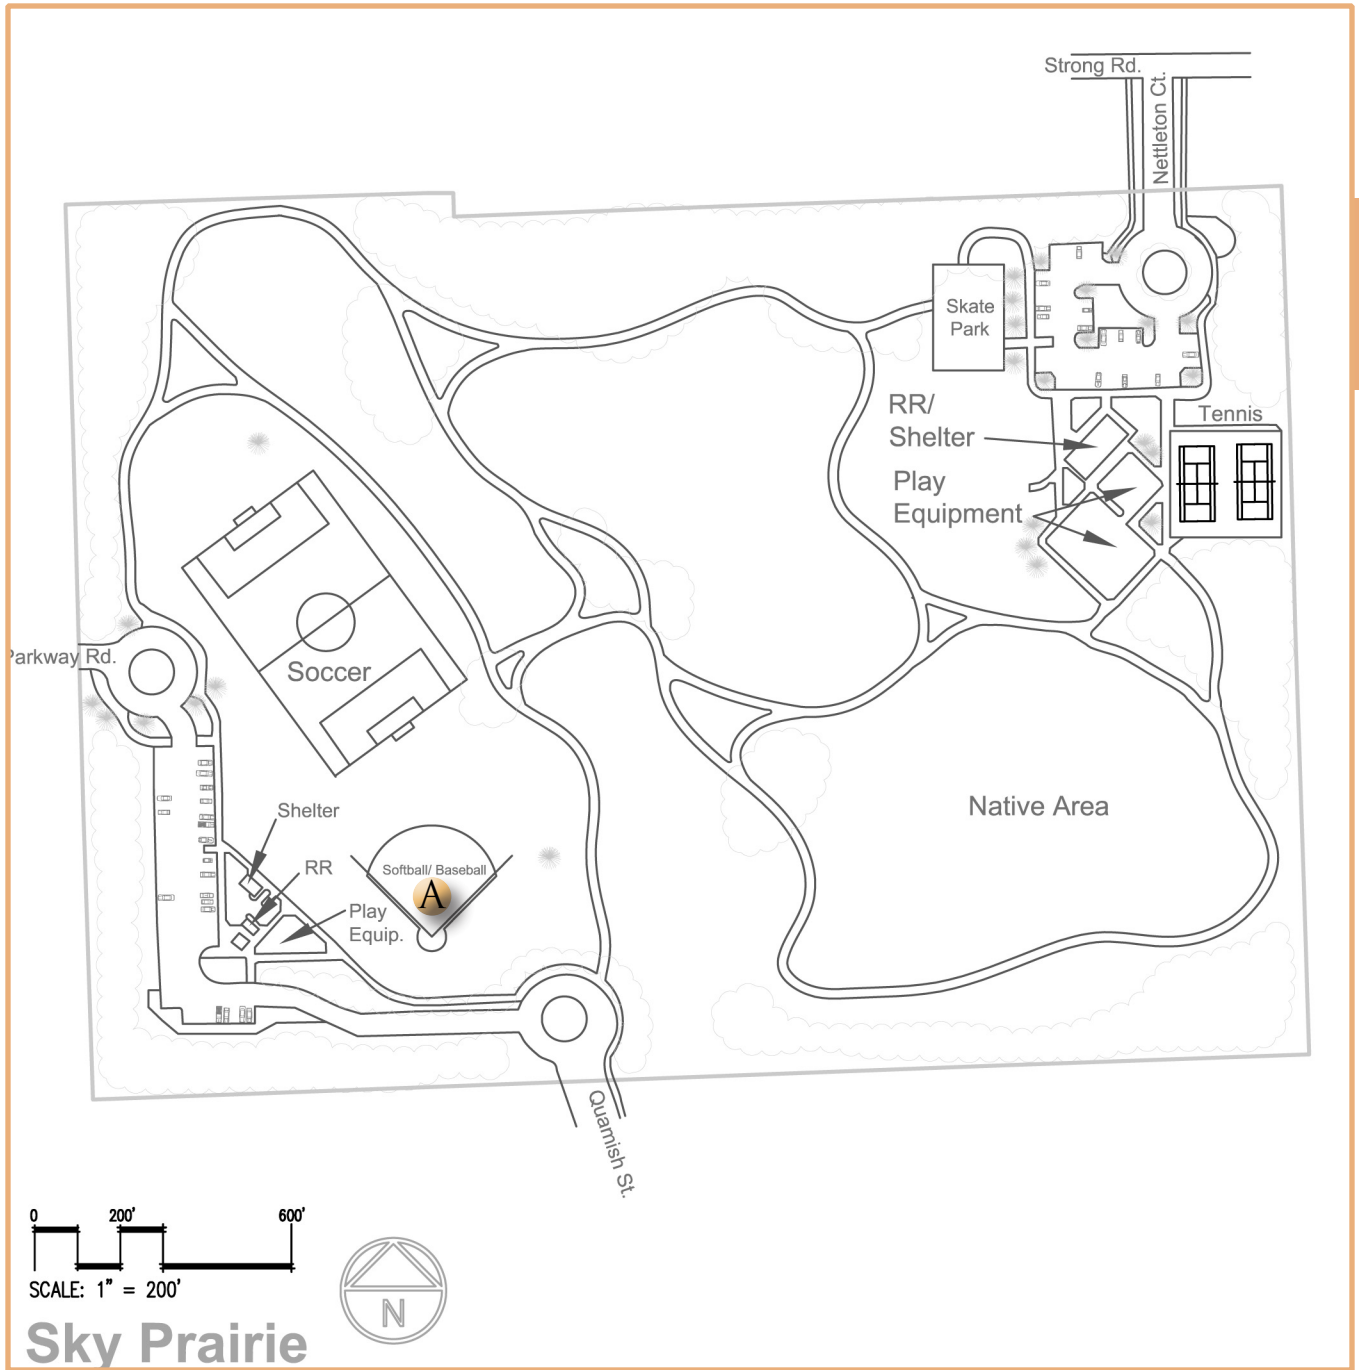 Strong Rd.
Nettleton Ct.
Skate
Park
RR/
Shelter
Tennis
Play
Equipment
Parkway Rd.
Soccer
Native Area
Shelter
RR
Softball/ Baseball
A
Play
Equip.
Quamish St.
0 200' 600'
SCALE: 1" = 200'
N
Sky Prairie